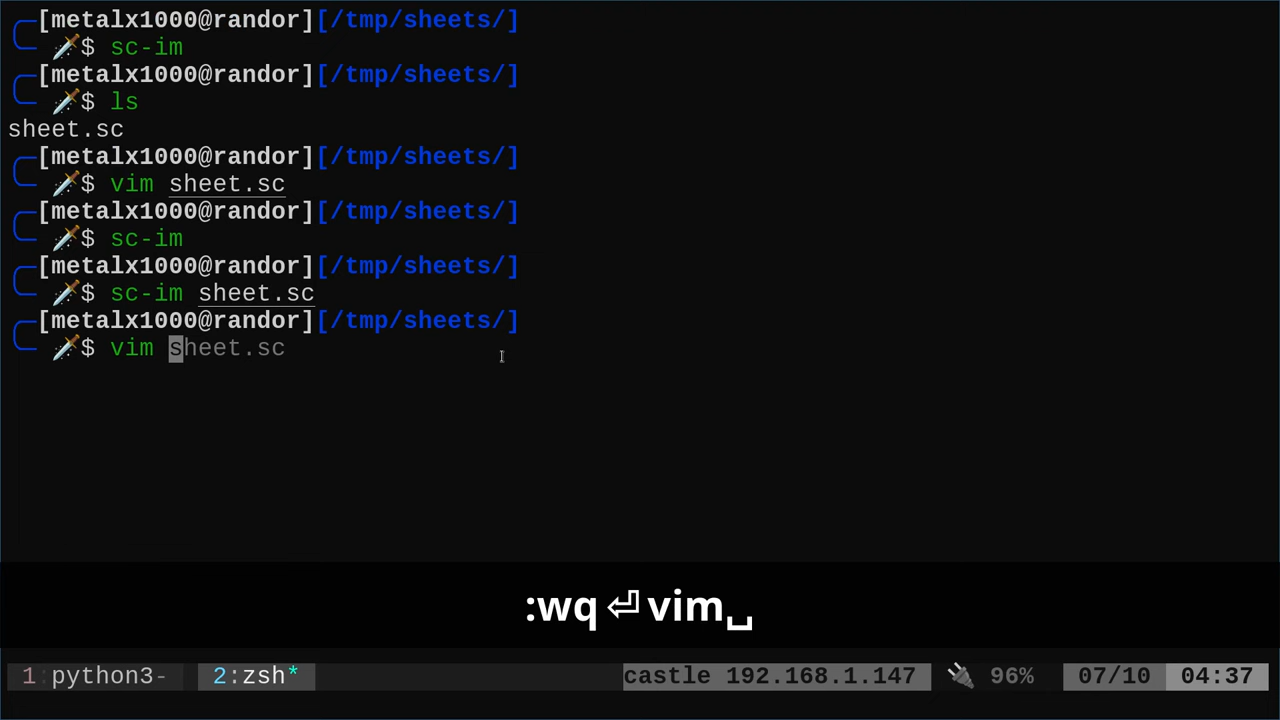 [metalx1000@randor][/tmp/sheets/]
$ sc-im
[metalx1000@randor][/tmp/sheets/]
$ ls
sheet.sc
[metalx1000@randor][/tmp/sheets/]
$ vim sheet.sc
[metalx1000@randor][/tmp/sheets/]
$ sc-im
[metalx1000@randor][/tmp/sheets/]
$ sc-im sheet.sc
[metalx1000@randor][/tmp/sheets/]
$ vim sheet.sc
:wq⏎vim␣
1:python3- 2:zsh* castle 192.168.1.147 🔌 96% 07/10 04:37